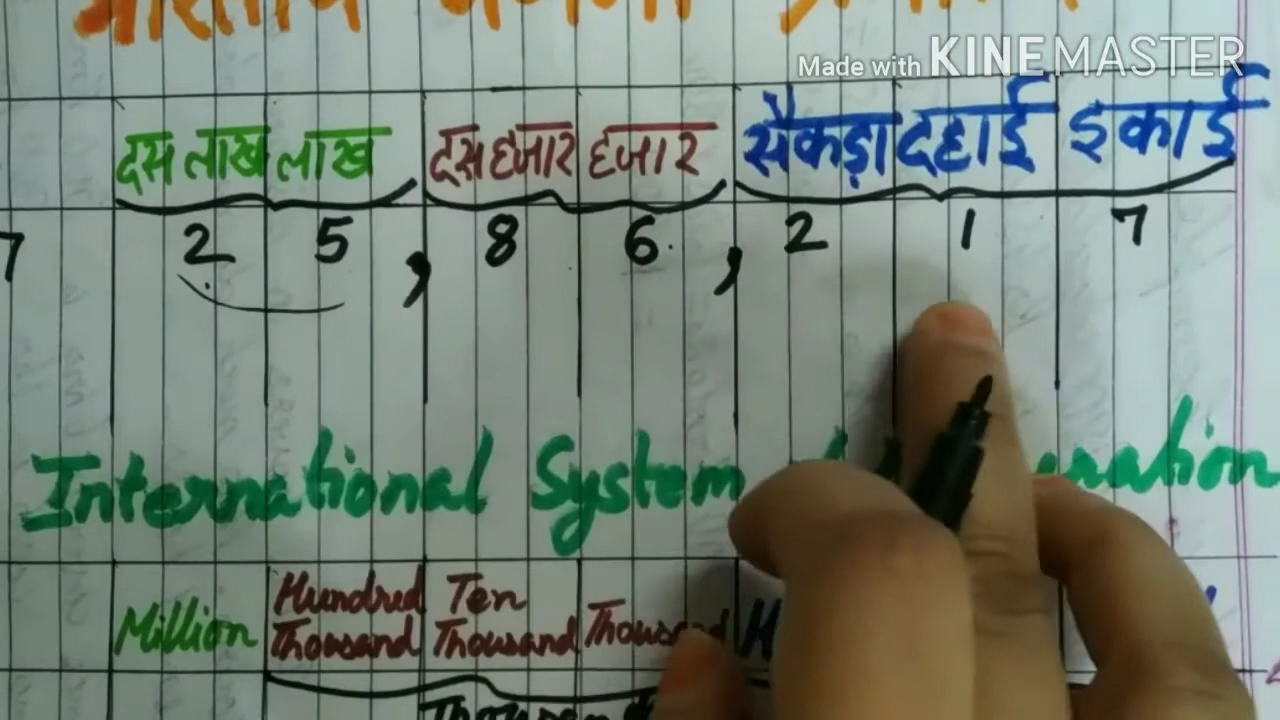 भारतीय
Made with KINEMASTER
दस लाख लाख दस हजार हजार सैकड़ा दहाई इकाई
7 2 5 , 8 6 , 2 1 7
International System
Million Hundred Thousand Ten Thousand Thousand